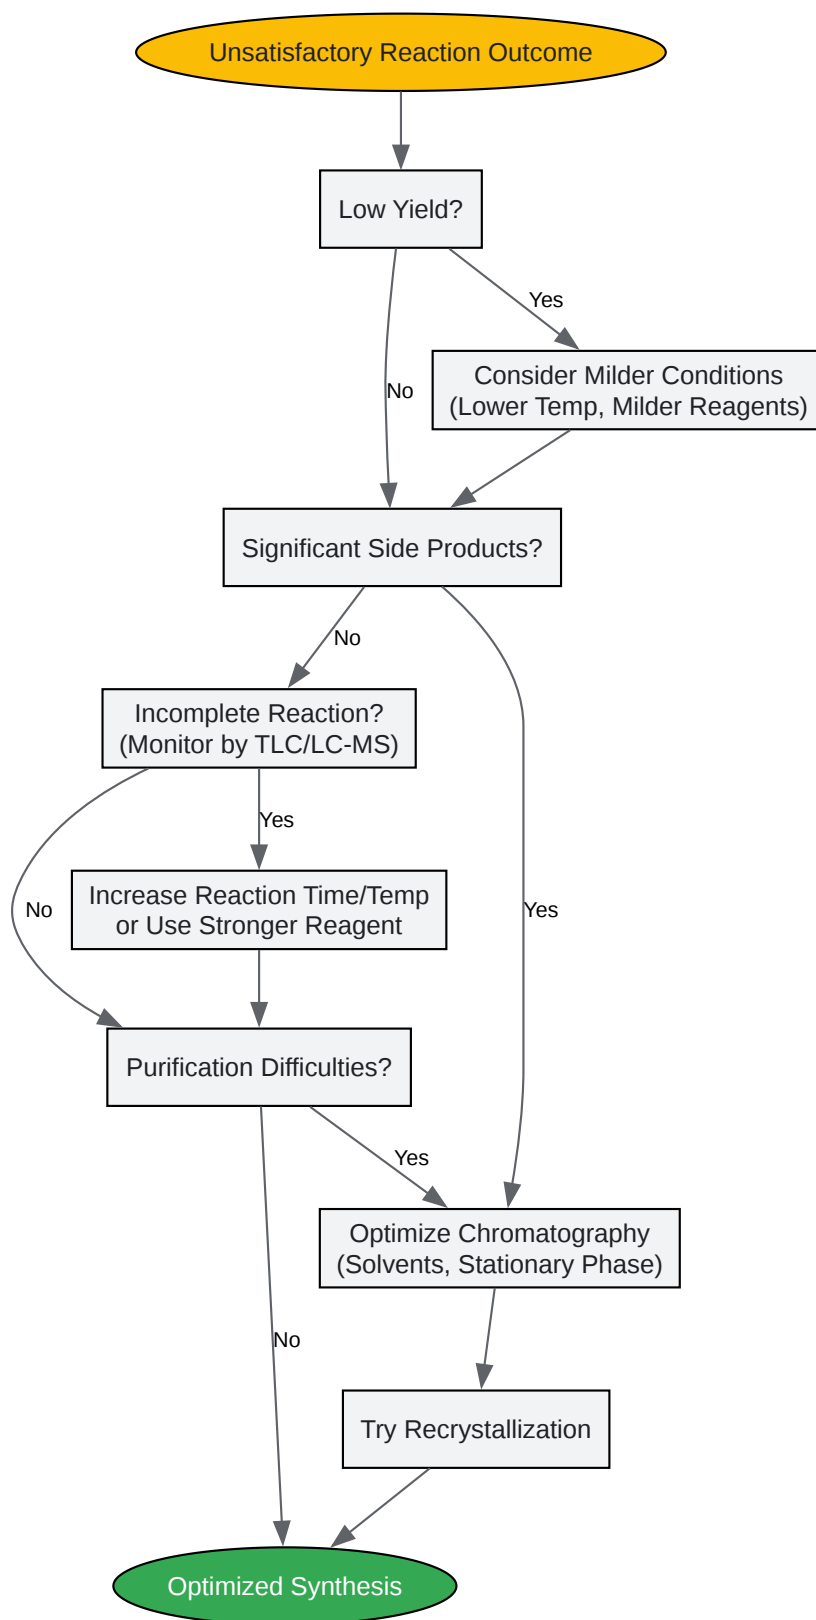 Unsatisfactory Reaction Outcome
Low Yield?
Yes
Consider Milder Conditions
(Lower Temp, Milder Reagents)
No
Significant Side Products?
No
Incomplete Reaction?
(Monitor by TLC/LC-MS)
Yes
Increase Reaction Time/Temp
or Use Stronger Reagent
No
Yes
Purification Difficulties?
Yes
Optimize Chromatography
(Solvents, Stationary Phase)
No
Try Recrystallization
Optimized Synthesis